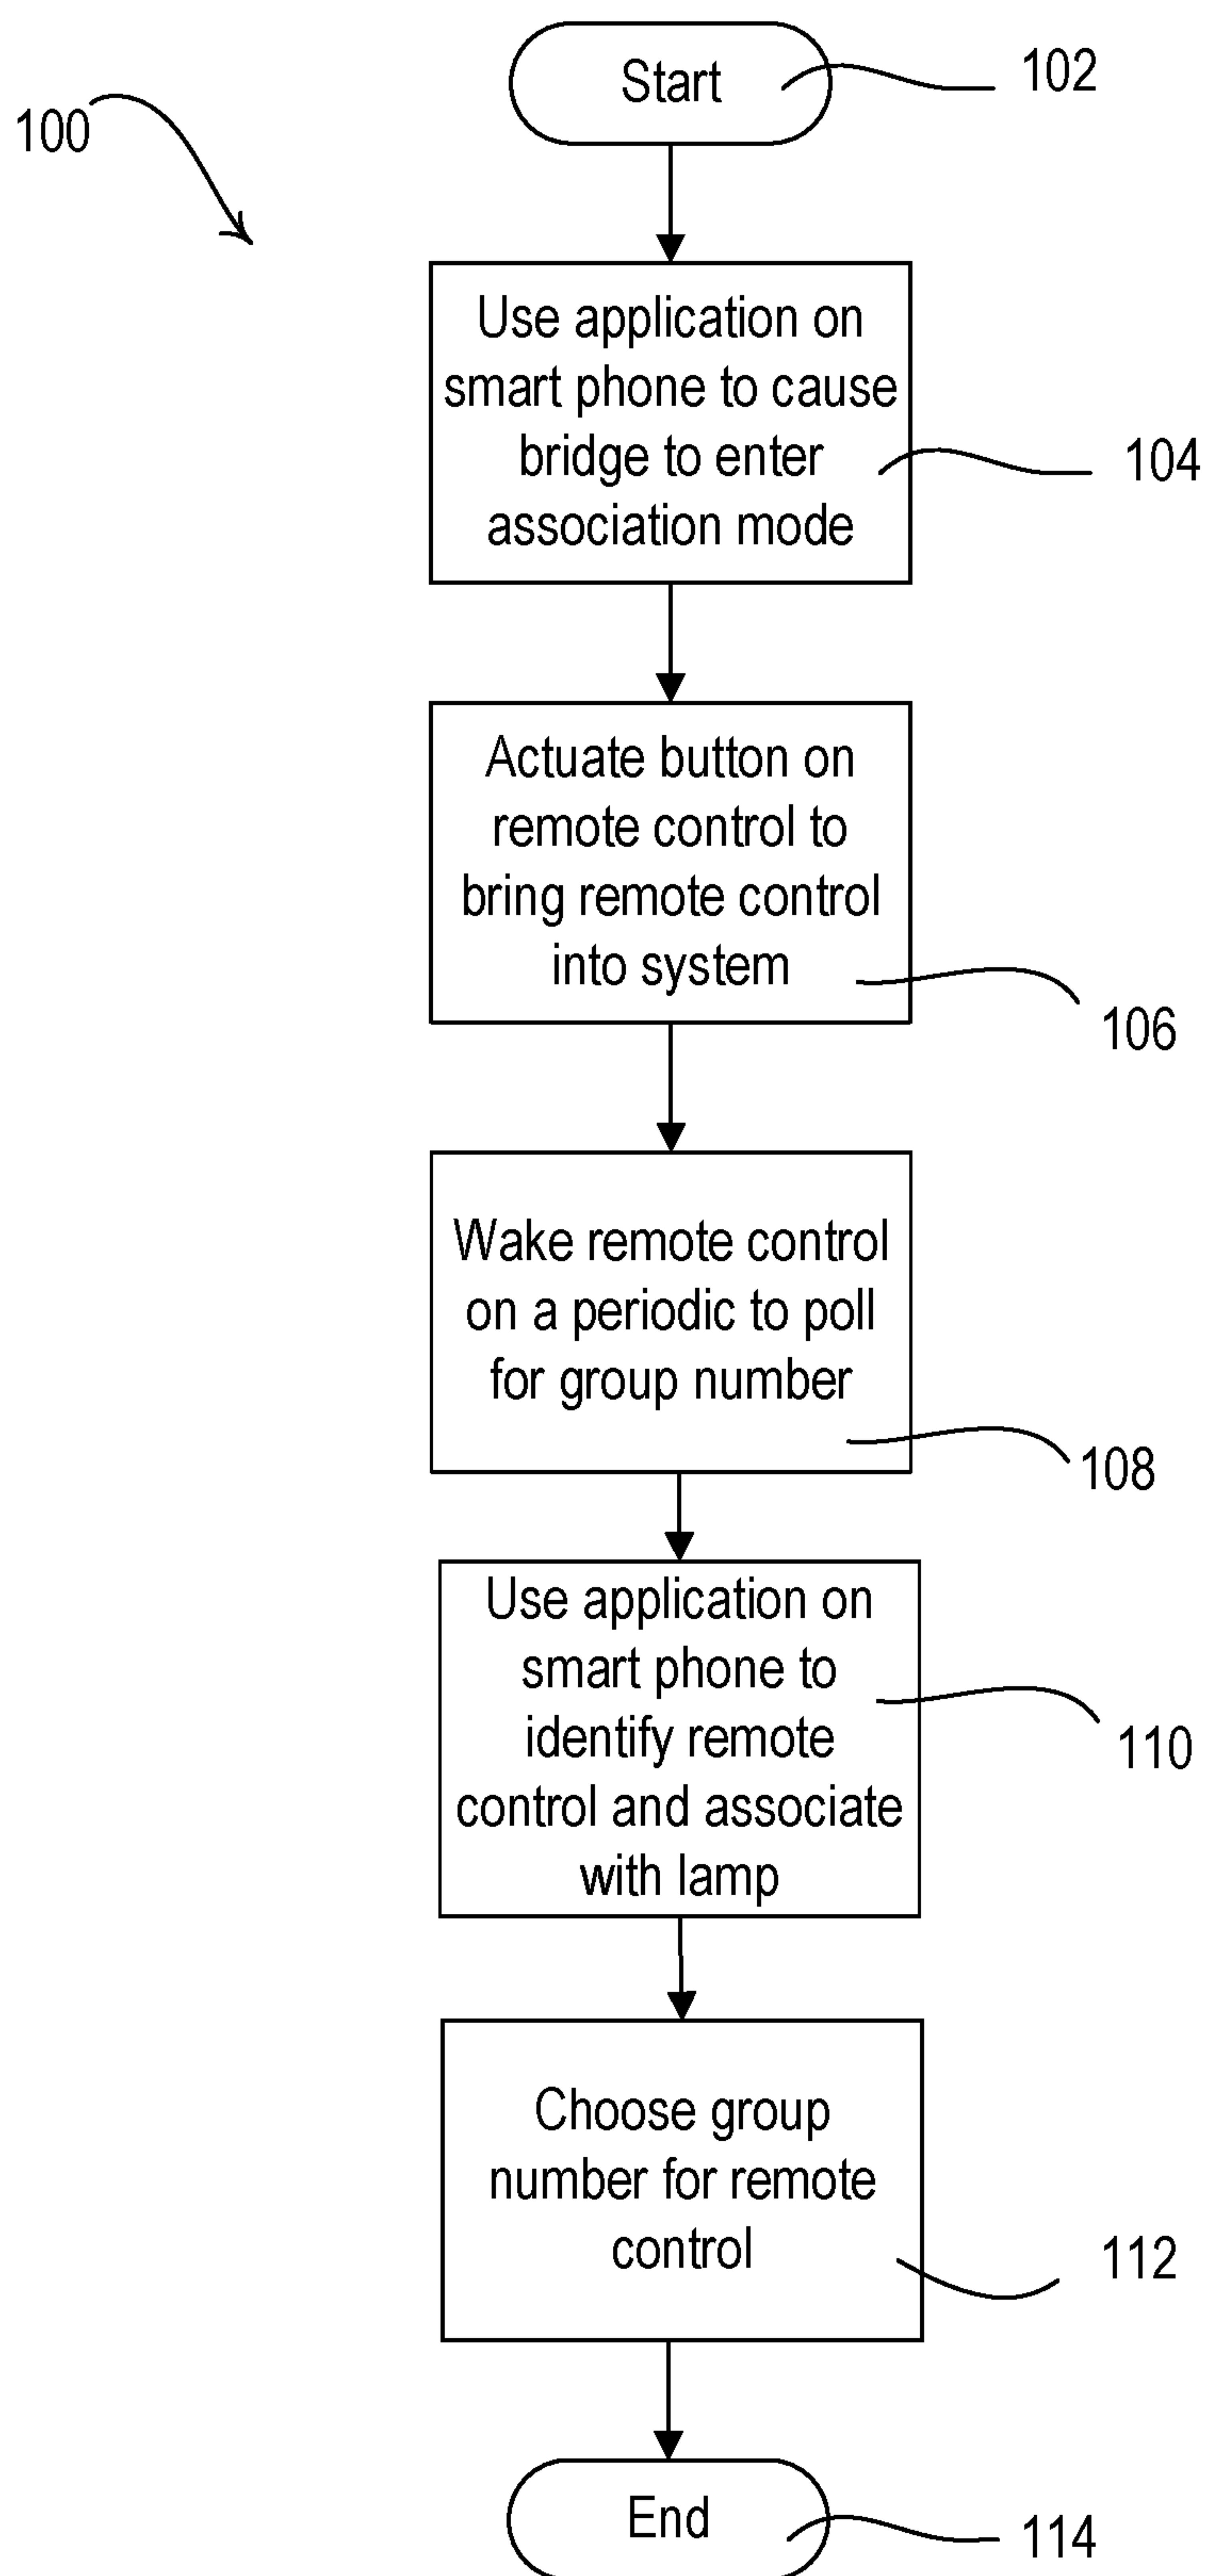 Start
102
100
Use application on
smart phone to cause
bridge to enter
association mode
104
Actuate button on
remote control to
bring remote control
into system
106
Wake remote control
on a periodic to poll
for group number
108
Use application on
smart phone to
identify remote
control and associate
with lamp
110
Choose group
number for remote
control
112
End
114